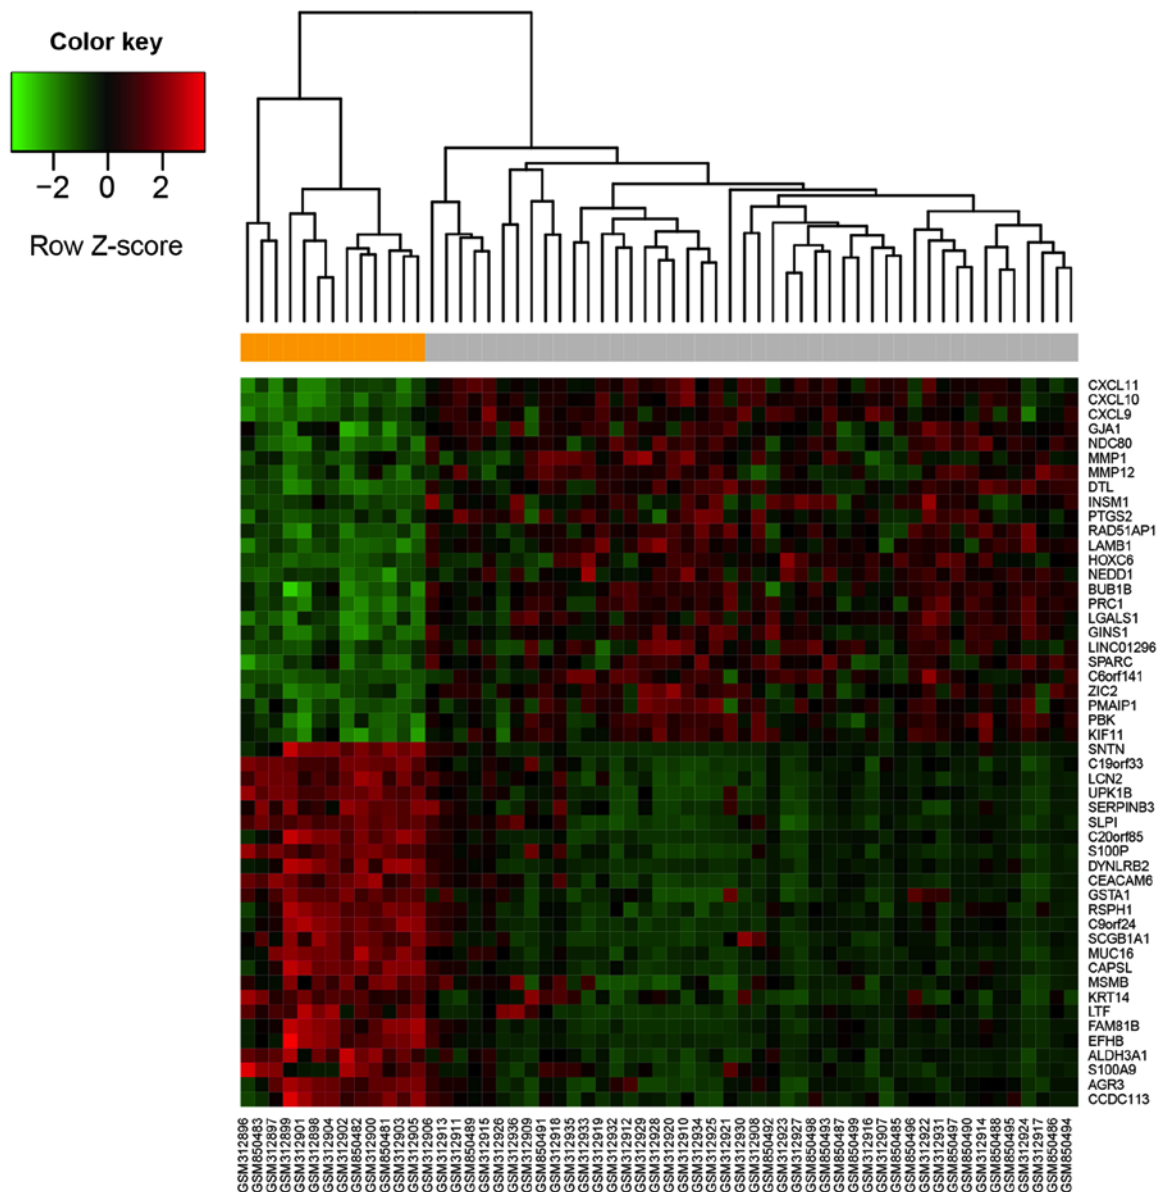 Color key
−2 0 2
Row Z-score
CXCL11
CXCL10
CXCL9
GJA1
NDC80
MMP1
MMP12
DTL
INSM1
PTGS2
RAD51AP1
LAMB1
HOXC6
NEDD1
BUB1B
PRC1
LGALS1
GINS1
LINC01296
SPARC
C6orf141
ZIC2
PMAIP1
PBK
KIF11
SNTN
C19orf33
LCN2
UPK1B
SERPINB3
SLPI
C20orf85
S100P
DYNLRB2
CEACAM6
GSTA1
RSPH1
C9orf24
SCGB1A1
MUC16
CAPSL
MSMB
KRT14
LTF
FAM81B
EFHB
ALDH3A1
S100A9
AGR3
CCDC113
GSM312896
GSM850483
GSM312897
GSM312899
GSM312901
GSM312898
GSM312904
GSM312902
GSM850482
GSM312900
GSM850481
GSM312903
GSM312905
GSM312906
GSM312913
GSM312911
GSM850489
GSM312915
GSM312926
GSM312936
GSM312909
GSM850491
GSM312918
GSM312935
GSM312933
GSM312919
GSM312932
GSM312912
GSM312929
GSM312928
GSM312920
GSM312910
GSM312934
GSM312925
GSM312921
GSM312930
GSM312908
GSM850492
GSM312923
GSM312927
GSM850498
GSM850493
GSM850487
GSM850499
GSM312916
GSM312907
GSM850485
GSM850496
GSM312922
GSM312931
GSM850497
GSM850490
GSM312914
GSM850488
GSM850495
GSM312924
GSM312917
GSM850486
GSM850494